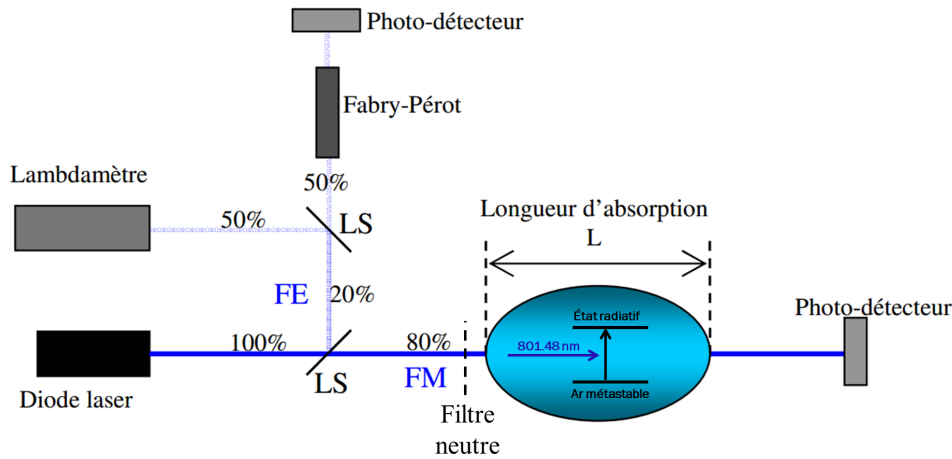 Photo-détecteur
Fabry-Pérot
50%
Lambdamètre
50%
LS
Longueur d'absorption
L
FE
20%
Photo-détecteur
État radiatif
100%
80%
801.48 nm
LS
FM
Ar métastable
Diode laser
Filtre
neutre